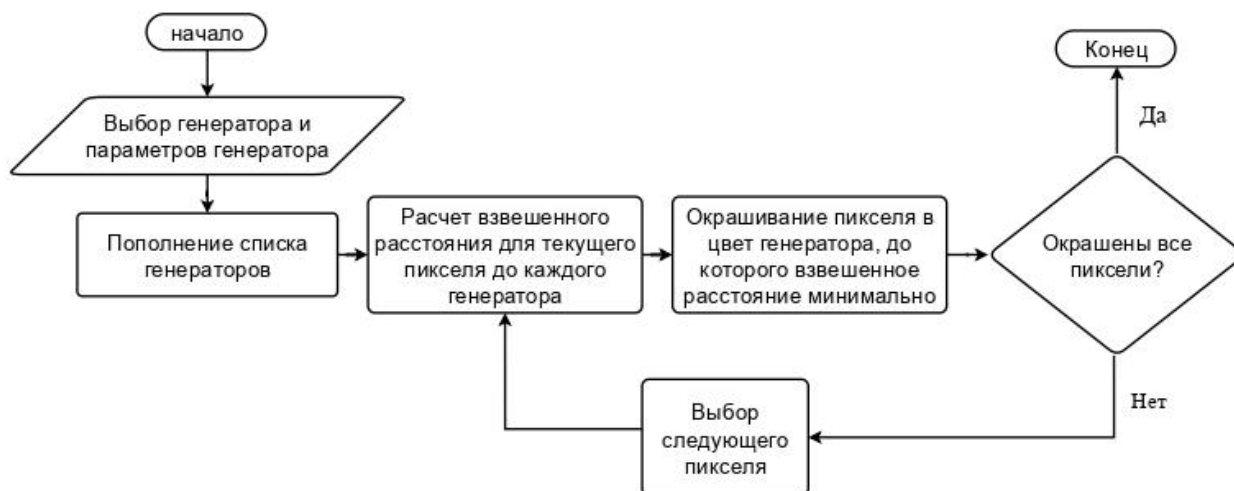 начало
Выбор генератора и
параметров генератора
Пополнение списка
генераторов
Расчет взвешенного
расстояния для текущего
пикселя до каждого
генератора
Окрашивание пикселя в
цвет генератора, до
которого взвешенное
расстояние минимально
Окрашены все
пиксели?
Да
Конец
Нет
Выбор
следующего
пикселя